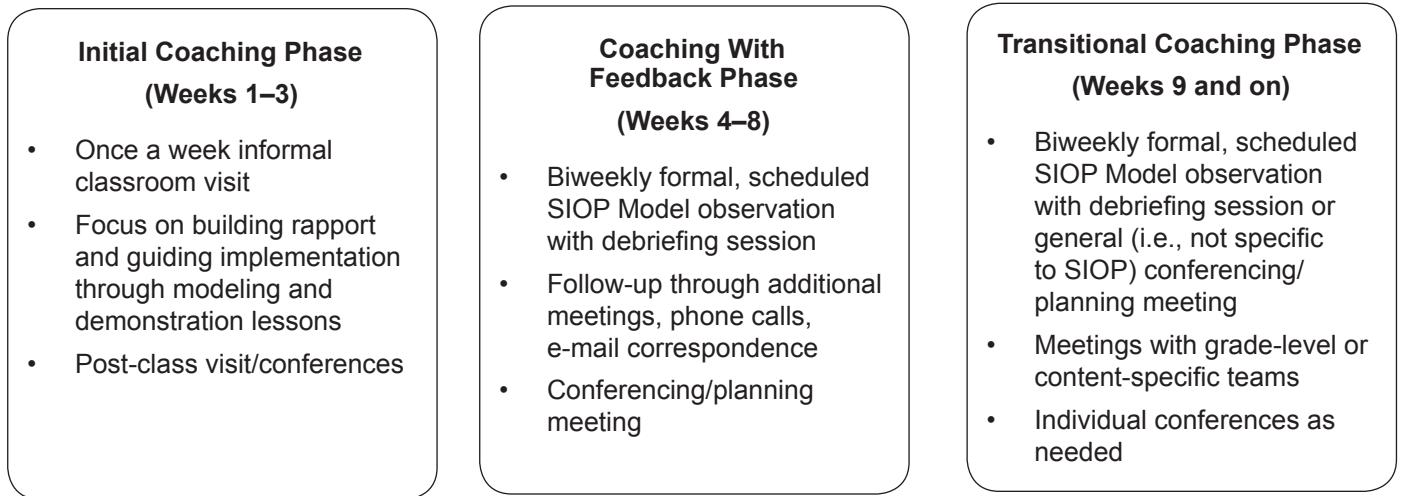 Initial Coaching Phase
(Weeks 1–3)
• Once a week informal
classroom visit
• Focus on building rapport
and guiding implementation
through modeling and
demonstration lessons
• Post-class visit/conferences
Coaching With
Feedback Phase
(Weeks 4–8)
• Biweekly formal, scheduled
SIOP Model observation
with debriefing session
• Follow-up through additional
meetings, phone calls,
e-mail correspondence
• Conferencing/planning
meeting
Transitional Coaching Phase
(Weeks 9 and on)
• Biweekly formal, scheduled
SIOP Model observation
with debriefing session or
general (i.e., not specific
to SIOP) conferencing/
planning meeting
• Meetings with grade-level or
content-specific teams
• Individual conferences as
needed